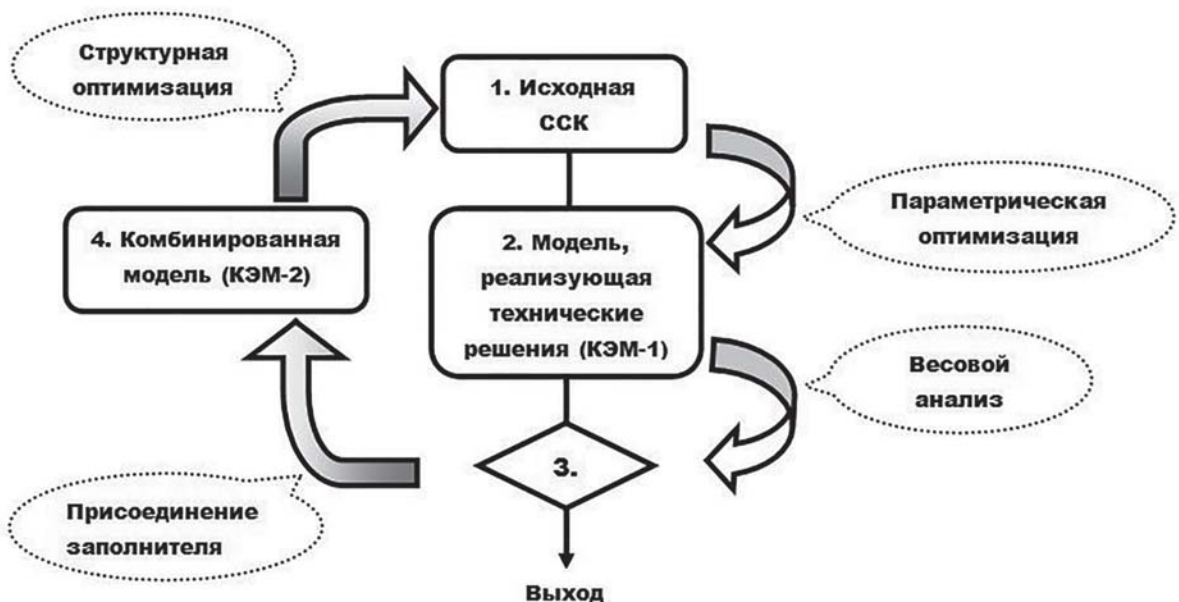 Структурная
оптимизация
1. Исходная
ССК
Параметрическая
оптимизация
4. Комбинированная
модель (КЭМ-2)
2. Модель,
реализующая
технические
решения (КЭМ-1)
Весовой
анализ
3.
Присоединение
заполнителя
Выход